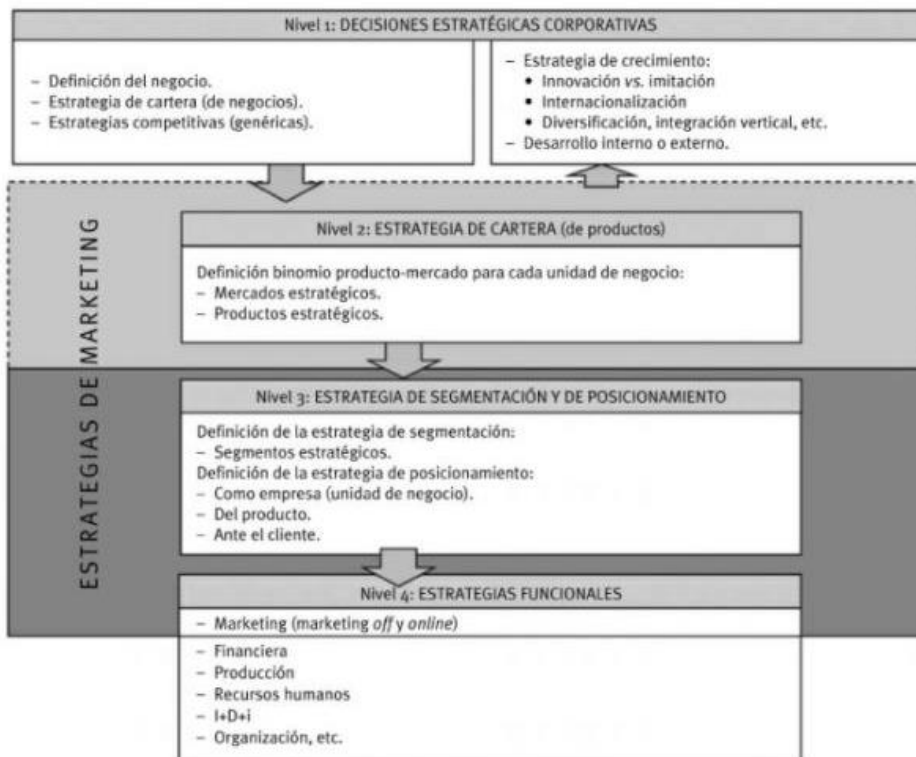 Nivel 1: DECISIONES ESTRATÉGICAS CORPORATIVAS
– Definición del negocio.
– Estrategia de cartera (de negocios).
– Estrategias competitivas (genéricas).
– Estrategia de crecimiento:
• Innovación vs. imitación
• Internacionalización
• Diversificación, integración vertical, etc.
– Desarrollo interno o externo.
ESTRATEGIAS DE MARKETING
Nivel 2: ESTRATEGIA DE CARTERA (de productos)
Definición binomio producto-mercado para cada unidad de negocio:
– Mercados estratégicos.
– Productos estratégicos.
Nivel 3: ESTRATEGIA DE SEGMENTACIÓN Y DE POSICIONAMIENTO
Definición de la estrategia de segmentación:
– Segmentos estratégicos.
Definición de la estrategia de posicionamiento:
– Como empresa (unidad de negocio).
– Del producto.
– Ante el cliente.
Nivel 4: ESTRATEGIAS FUNCIONALES
– Marketing (marketing off y online)
– Financiera
– Producción
– Recursos humanos
– I+D+i
– Organización, etc.